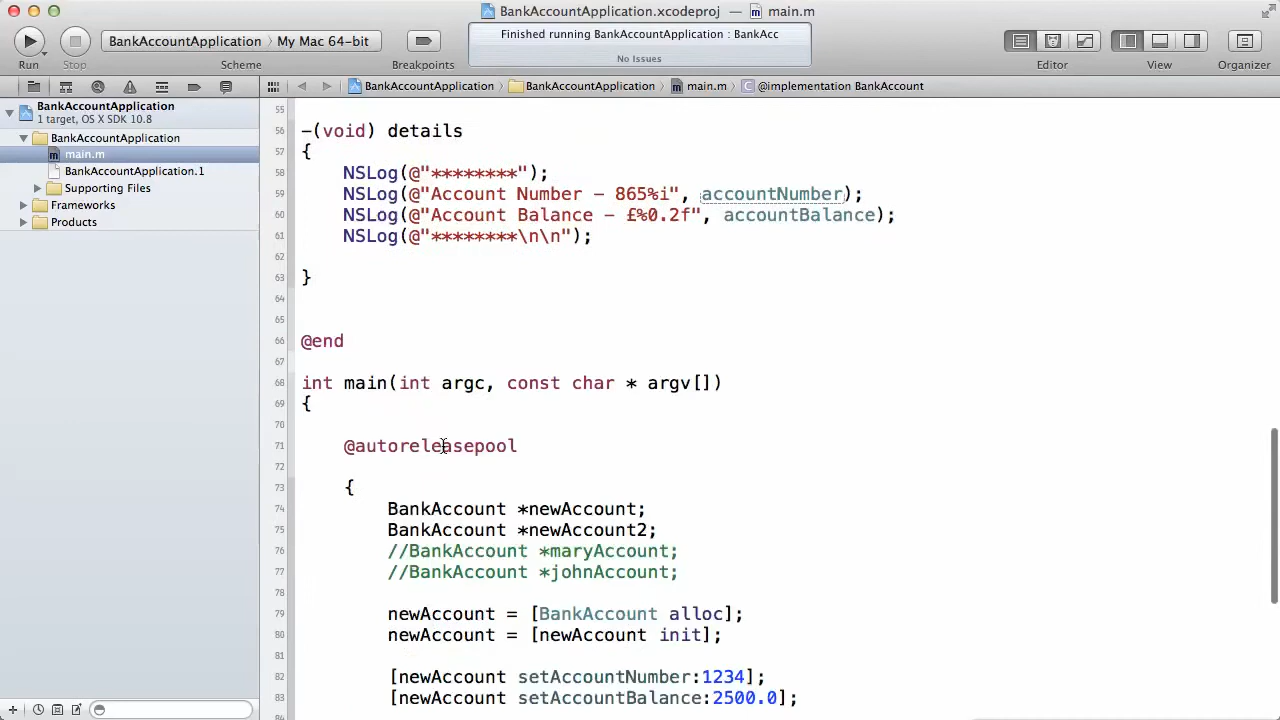 BankAccountApplication.xcodeproj — main.m
BankAccountApplication › My Mac 64-bit
Finished running BankAccountApplication : BankAcc
No Issues
Run Stop Scheme Breakpoints Editor View Organizer
BankAccountApplication › BankAccountApplication › main.m › @implementation BankAccount
BankAccountApplication
1 target, OS X SDK 10.8
BankAccountApplication
main.m
BankAccountApplication.1
Supporting Files
Frameworks
Products
55
56 -(void) details
57 {
58 NSLog(@"********");
59 NSLog(@"Account Number – 865%i", accountNumber);
60 NSLog(@"Account Balance – £%0.2f", accountBalance);
61 NSLog(@"********\n\n");
62
63 }
64
65
66 @end
67
68 int main(int argc, const char * argv[])
69 {
70
71 @autoreleasepool
72
73 {
74 BankAccount *newAccount;
75 BankAccount *newAccount2;
76 //BankAccount *maryAccount;
77 //BankAccount *johnAccount;
78
79 newAccount = [BankAccount alloc];
80 newAccount = [newAccount init];
81
82 [newAccount setAccountNumber:1234];
83 [newAccount setAccountBalance:2500.0];
84